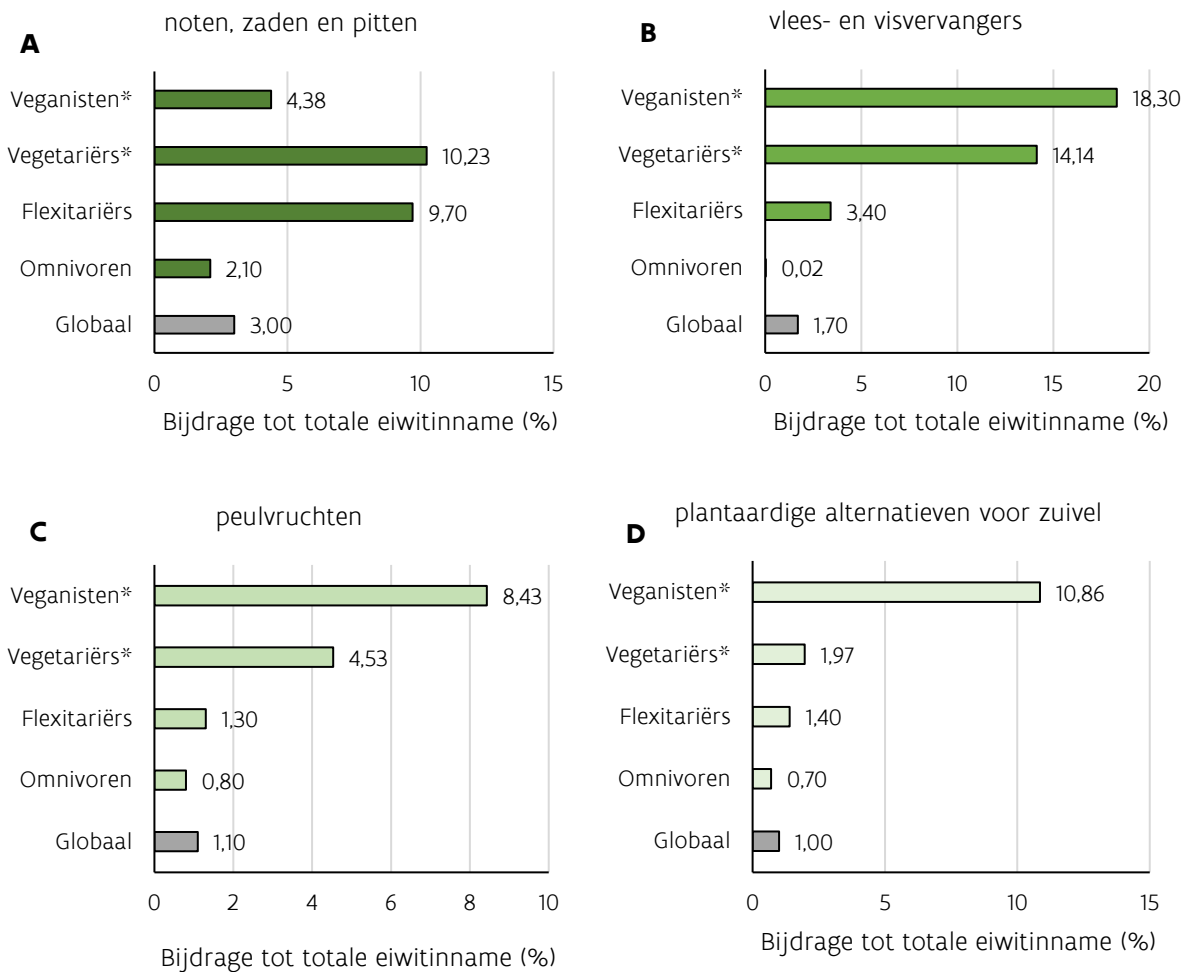 A
noten, zaden en pitten
Veganisten*
4,38
Vegetariërs*
10,23
Flexitariërs
9,70
Omnivoren
2,10
Globaal
3,00
0 5 10 15
Bijdrage tot totale eiwitinname (%)
B
vlees- en visvervangers
Veganisten*
18,30
Vegetariërs*
14,14
Flexitariërs
3,40
Omnivoren
0,02
Globaal
1,70
0 5 10 15 20
Bijdrage tot totale eiwitinname (%)
C
peulvruchten
Veganisten*
8,43
Vegetariërs*
4,53
Flexitariërs
1,30
Omnivoren
0,80
Globaal
1,10
0 2 4 6 8 10
Bijdrage tot totale eiwitinname (%)
D
plantaardige alternatieven voor zuivel
Veganisten*
10,86
Vegetariërs*
1,97
Flexitariërs
1,40
Omnivoren
0,70
Globaal
1,00
0 5 10 15
Bijdrage tot totale eiwitinname (%)